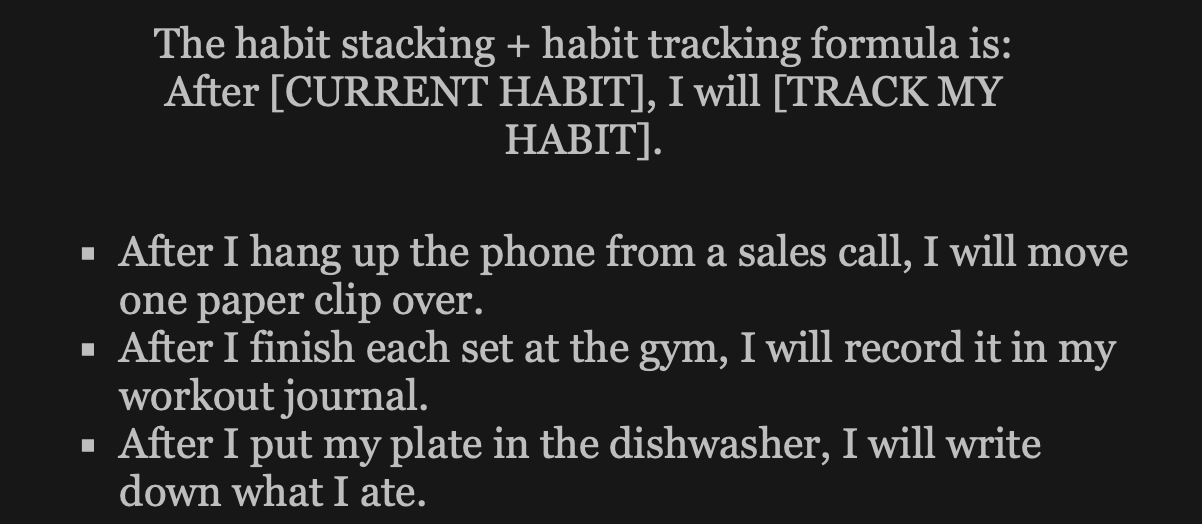 The habit stacking + habit tracking formula is:
After [CURRENT HABIT], I will [TRACK MY
HABIT].
▪ After I hang up the phone from a sales call, I will move
one paper clip over.
▪ After I finish each set at the gym, I will record it in my
workout journal.
▪ After I put my plate in the dishwasher, I will write
down what I ate.